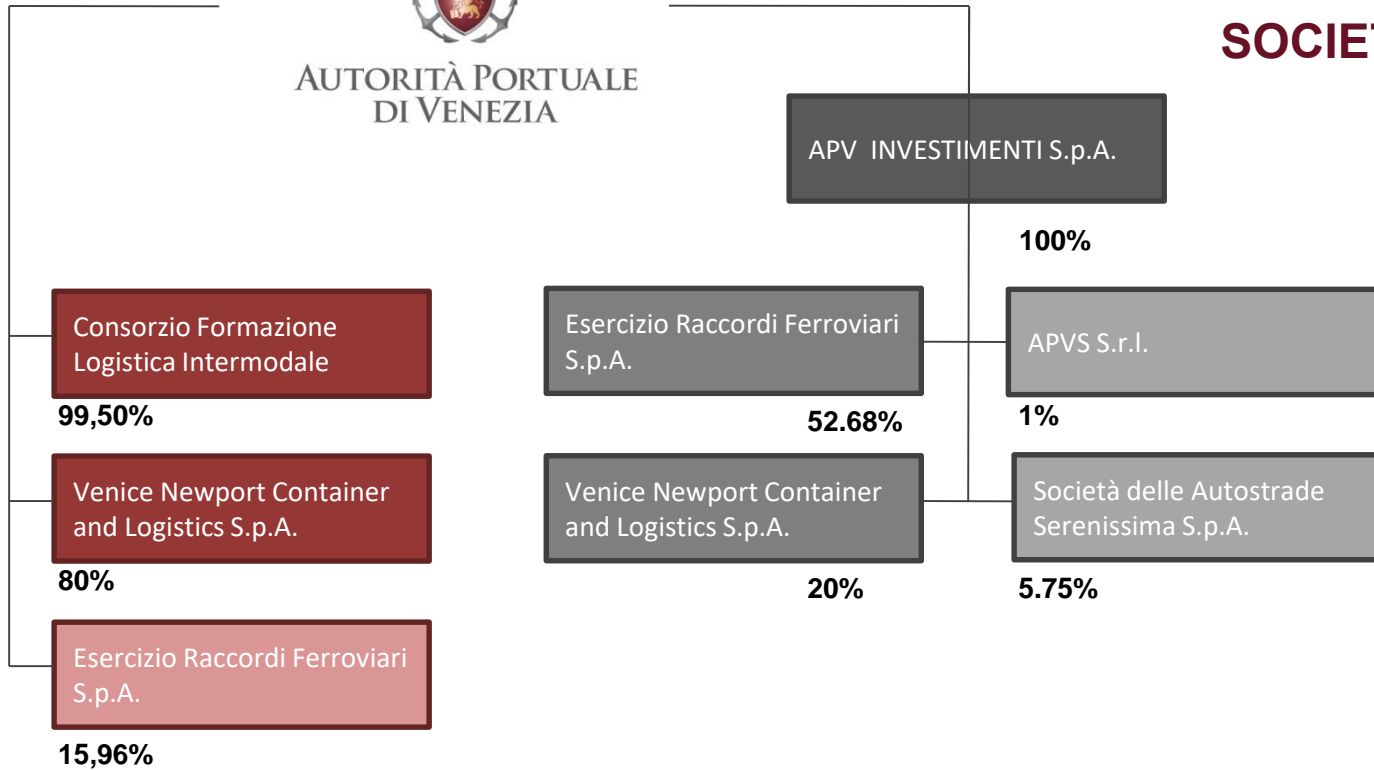 AUTORITÀ PORTUALE
DI VENEZIA
APV INVESTIMENTI S.p.A.
100%
Consorzio Formazione
Logistica Intermodale
99,50%
Venice Newport Container
and Logistics S.p.A.
80%
Esercizio Raccordi Ferroviari
S.p.A.
15,96%
Esercizio Raccordi Ferroviari
S.p.A.
52.68%
Venice Newport Container
and Logistics S.p.A.
20%
APVS S.r.l.
1%
Società delle Autostrade
Serenissima S.p.A.
5.75%